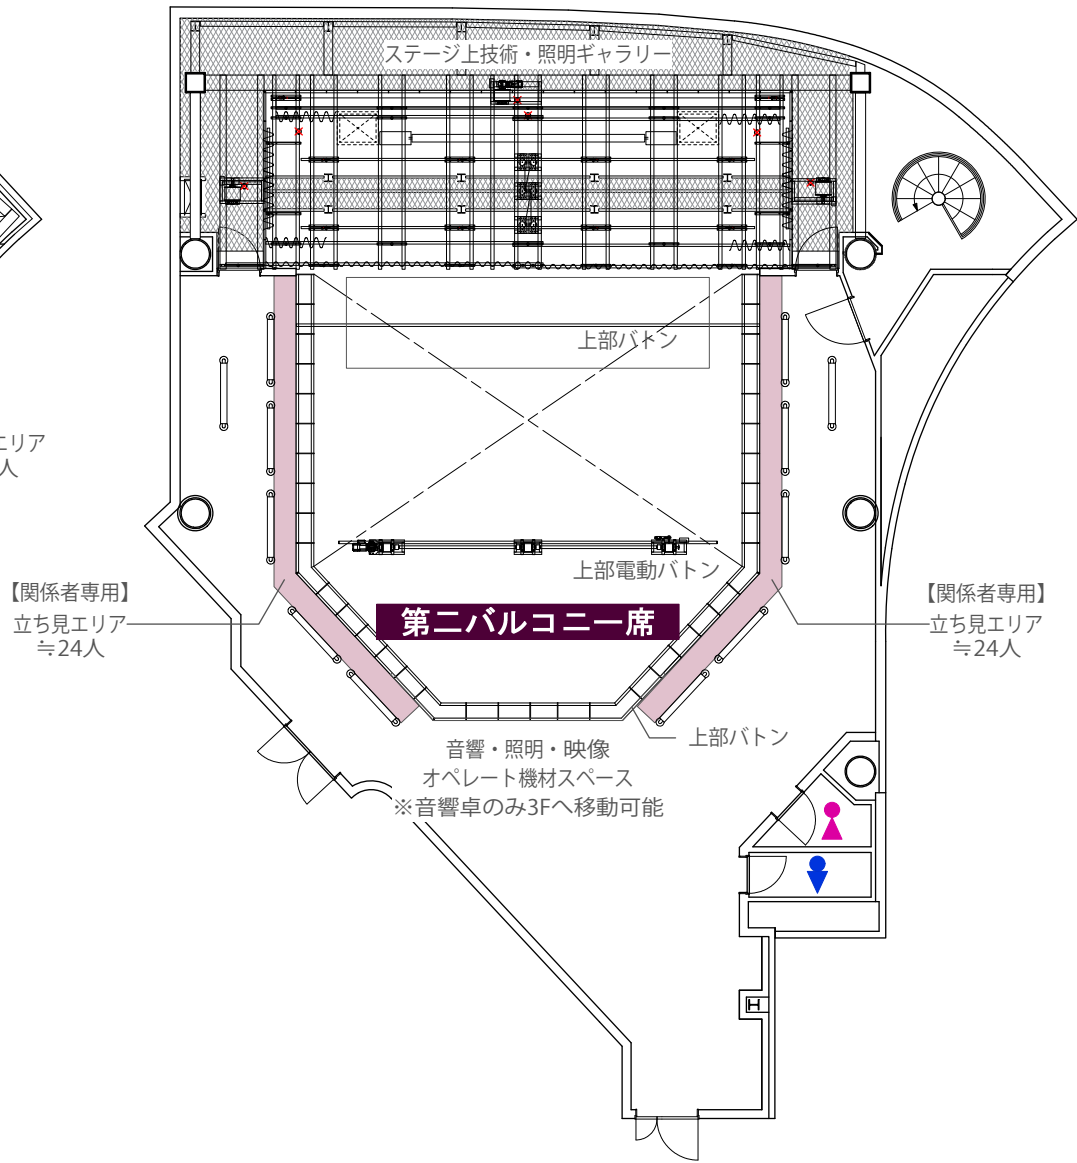 ステージ上技術・照明ギャラリー
上部バトン
エリア
人
上部電動バトン
【関係者専用】
立ち見エリア
≒24人
第二バルコニー席
【関係者専用】
立ち見エリア
≒24人
上部バトン
音響・照明・映像
オペレート機材スペース
※音響卓のみ3Fへ移動可能